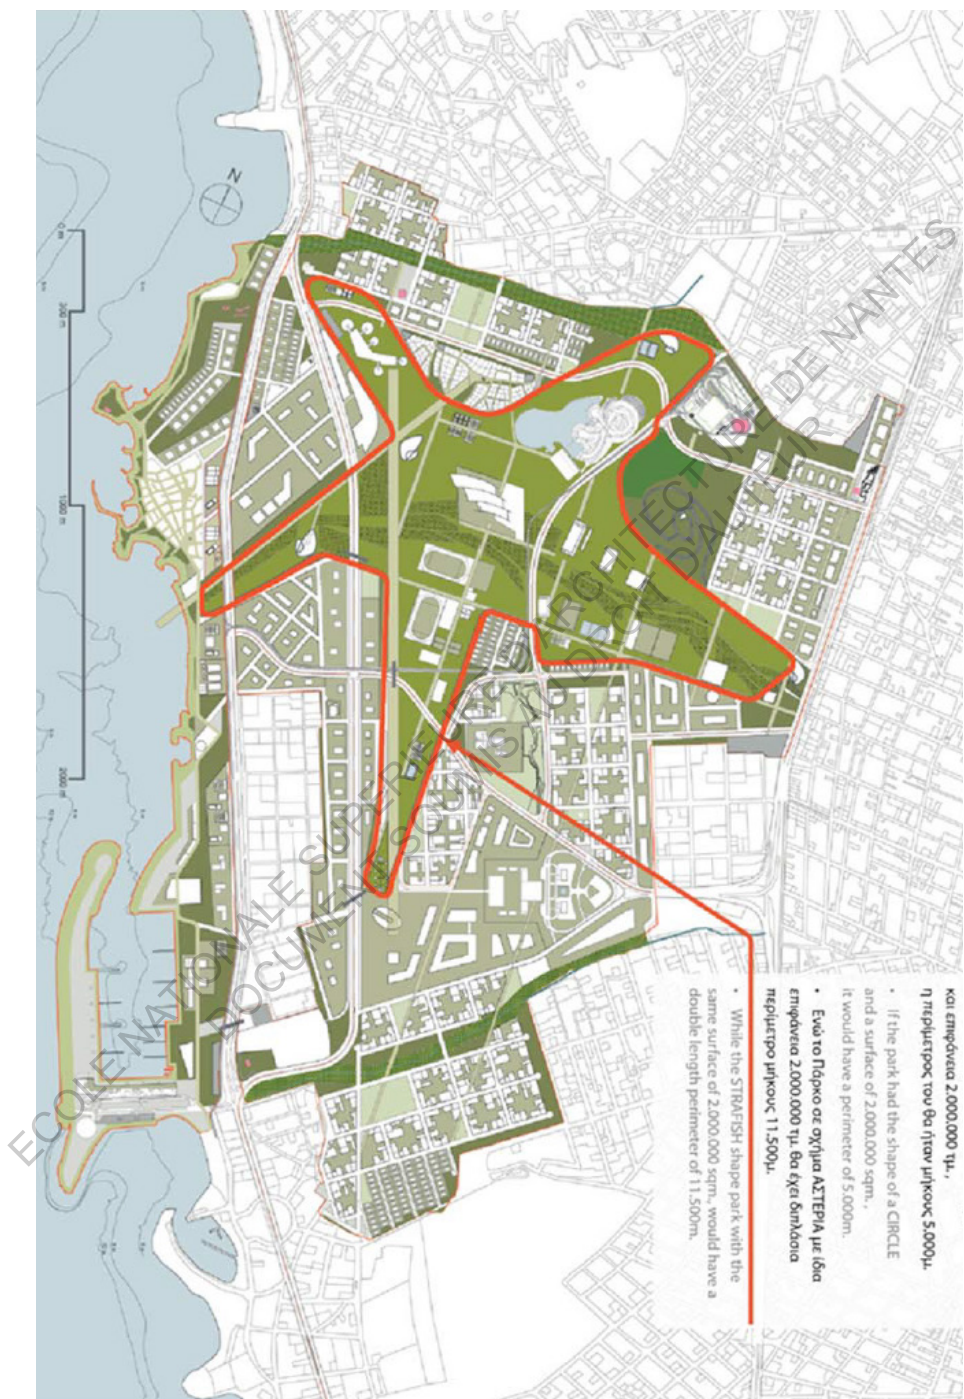 και επιφάνεια 2.000.000 τμ.,
η περίμετρος του θα ήταν μήκους 5.000μ.
• If the park had the shape of a CIRCLE
and a surface of 2.000.000 sqm.,
it would have a perimeter of 5.000m.
• Ενώ το Πάρκο σε σχήμα ΑΣΤΕΡΙΑ με ίδια
επιφάνεια 2.000.000 τμ. θα έχει διπλάσια
περίμετρο μήκους 11.500μ.
• While the STRAFISH shape park with the
same surface of 2.000.000 sqm., would have a
double length perimeter of 11.500m.
N
0 m
1000 m
2000 m
ECOLE NATIONALE SUPERIEURE D'ARCHITECTURE DE NANTES
DOCUMENT SOUMIS AU DROIT D'AUTEUR